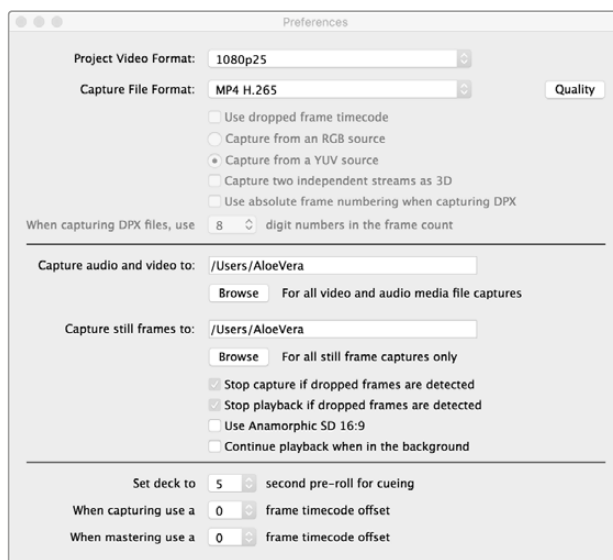 Preferences
Project Video Format: 1080p25
Capture File Format: MP4 H.265 Quality
Use dropped frame timecode
Capture from an RGB source
Capture from a YUV source
Capture two independent streams as 3D
Use absolute frame numbering when capturing DPX
When capturing DPX files, use 8 digit numbers in the frame count
Capture audio and video to: /Users/AloeVera
Browse For all video and audio media file captures
Capture still frames to: /Users/AloeVera
Browse For all still frame captures only
Stop capture if dropped frames are detected
Stop playback if dropped frames are detected
Use Anamorphic SD 16:9
Continue playback when in the background
Set deck to 5 second pre-roll for cueing
When capturing use a 0 frame timecode offset
When mastering use a 0 frame timecode offset